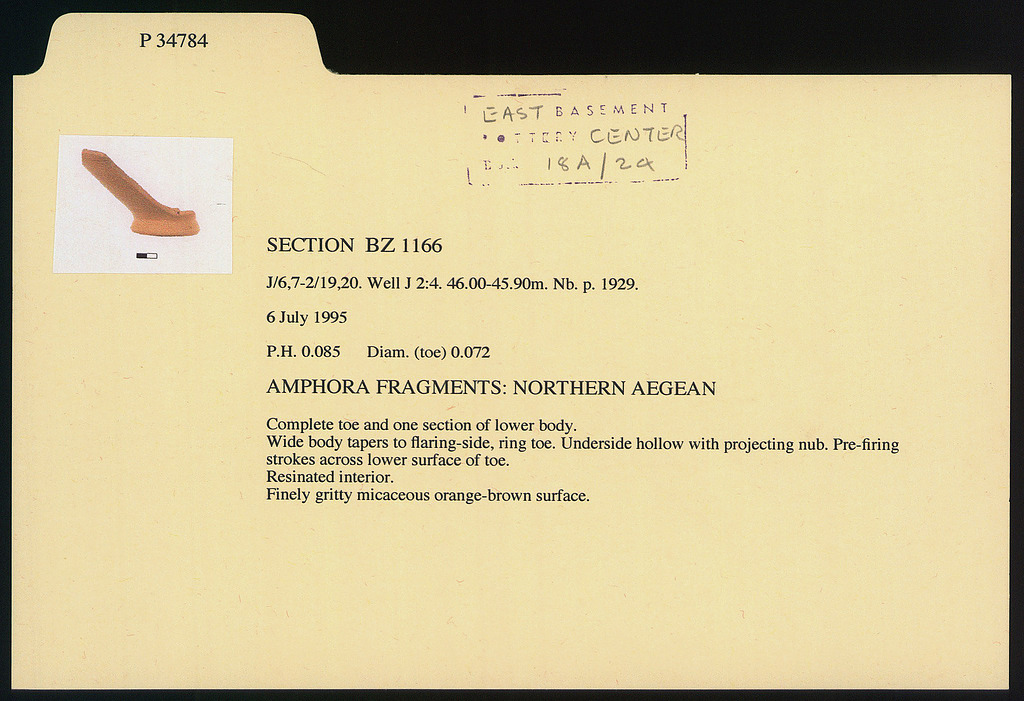 P 34784
EAST BASEMENT
CENTER
18A/24
SECTION BZ 1166
J/6,7-2/19,20. Well J 2:4. 46.00-45.90m. Nb. p. 1929.
6 July 1995
P.H. 0.085 Diam. (toe) 0.072
AMPHORA FRAGMENTS: NORTHERN AEGEAN
Complete toe and one section of lower body.
Wide body tapers to flaring-side, ring toe. Underside hollow with projecting nub. Pre-firing
strokes across lower surface of toe.
Resinated interior.
Finely gritty micaceous orange-brown surface.